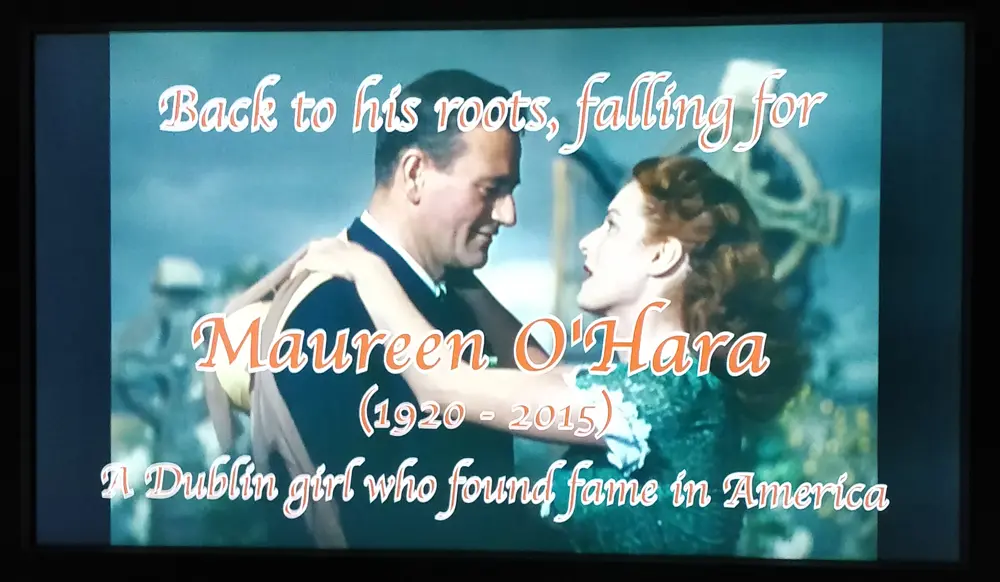 Back to his roots, falling for
Maureen O'Hara
(1920 - 2015)
A Dublin girl who found fame in America